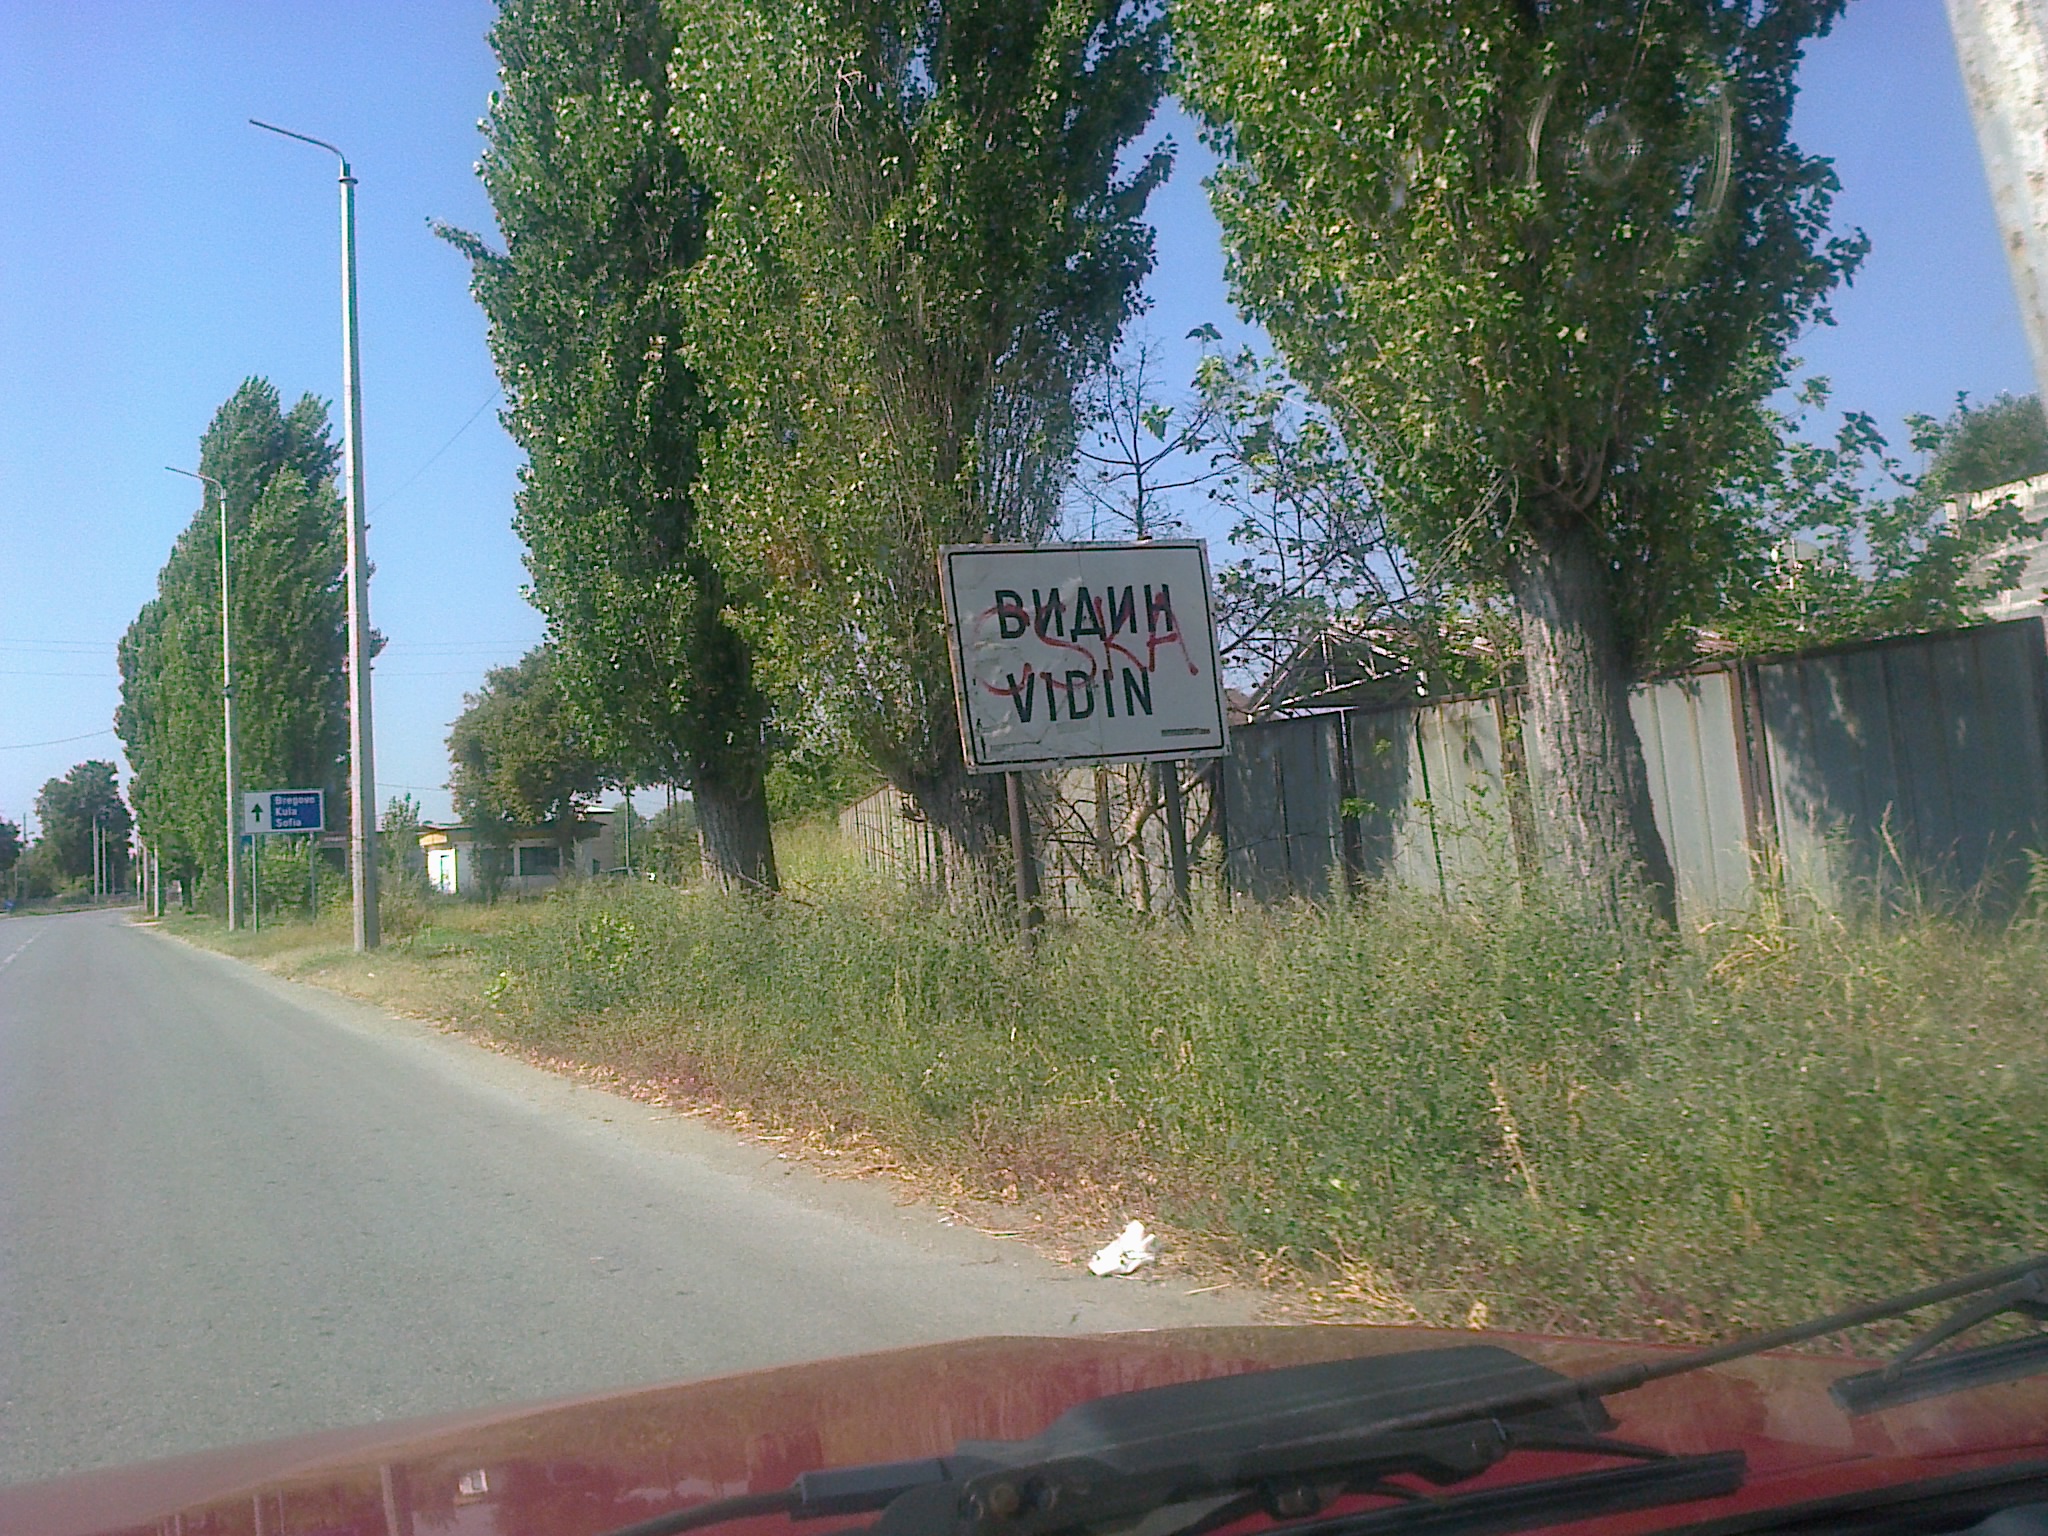 Bregovo
Kula
Sofia
ВИДИН
CSKA
VIDIN